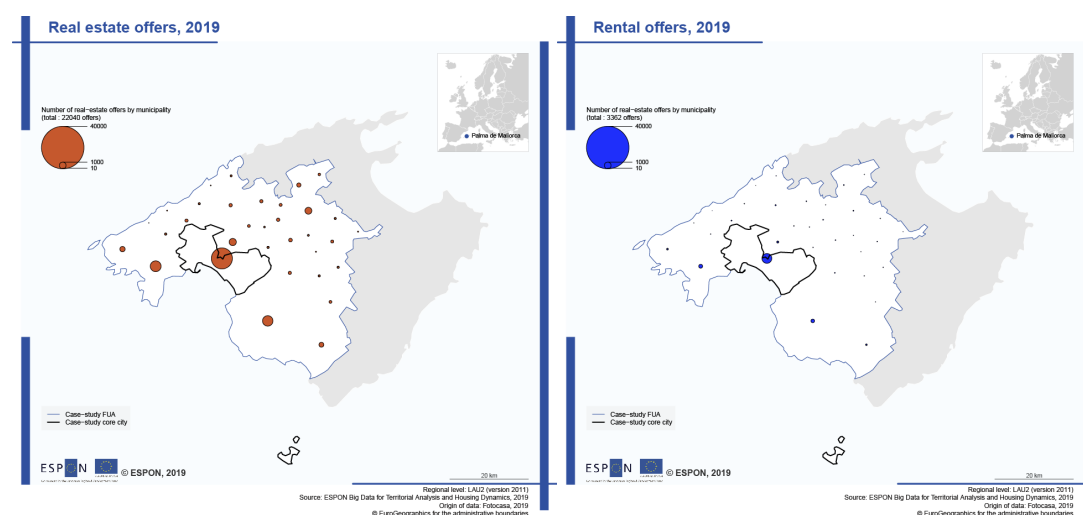 Real estate offers, 2019
Number of real−estate offers by municipality
(total : 22040 offers)
40000
1000
10
Palma de Mallorca
Case−study FUA
Case−study core city
ESPON
© ESPON, 2019
20 km
Regional level: LAU2 (version 2011)
Source: ESPON Big Data for Territorial Analysis and Housing Dynamics, 2019
Origin of data: Fotocasa, 2019
© EuroGeographics for the administrative boundaries
Rental offers, 2019
Number of real−estate offers by municipality
(total : 3362 offers)
40000
1000
10
Palma de Mallorca
Case−study FUA
Case−study core city
ESPON
© ESPON, 2019
20 km
Regional level: LAU2 (version 2011)
Source: ESPON Big Data for Territorial Analysis and Housing Dynamics, 2019
Origin of data: Fotocasa, 2019
© EuroGeographics for the administrative boundaries